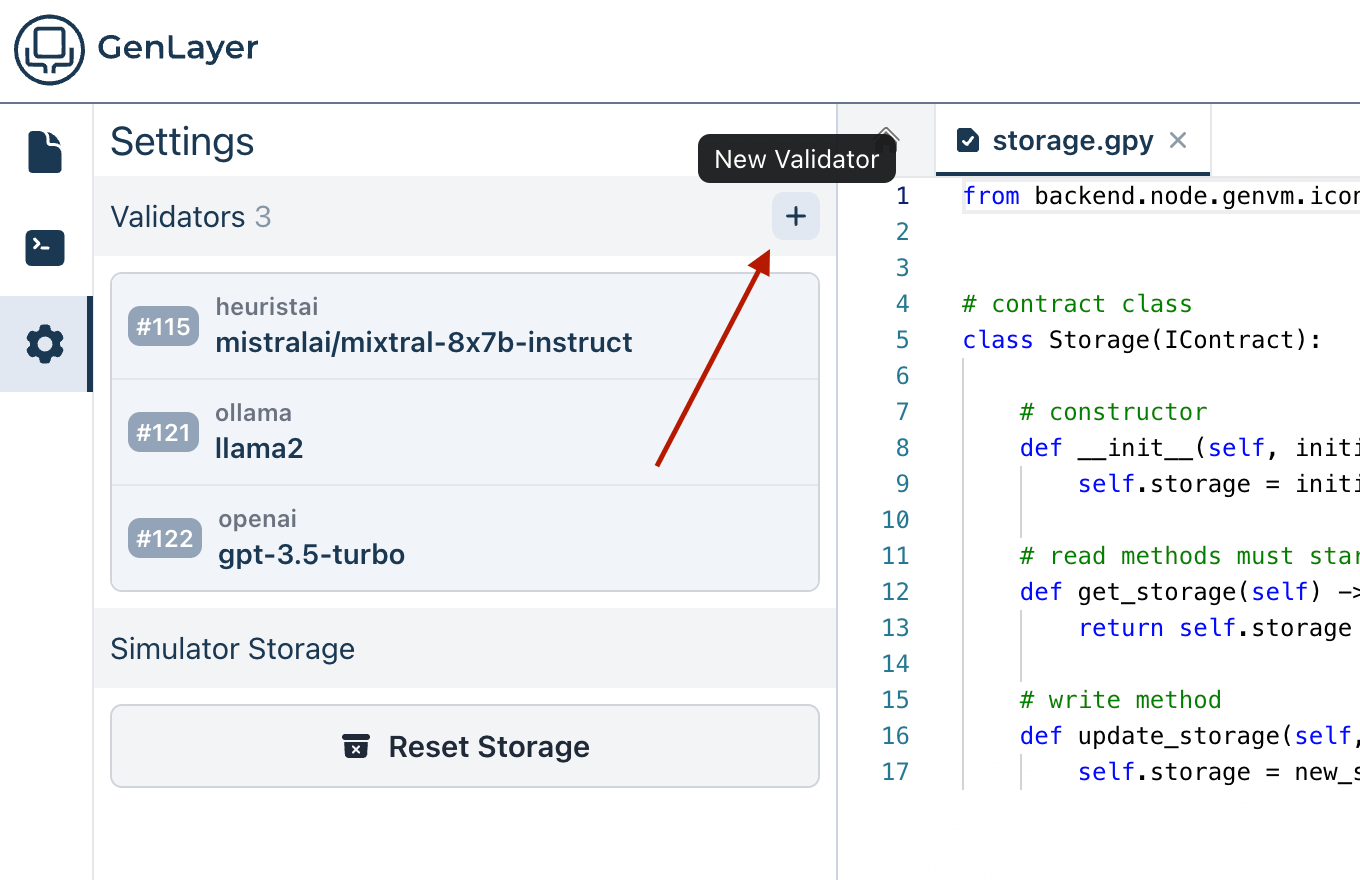 GenLayer
Settings
New Validator
Validators 3
+
#115
heuristai
mistralai/mixtral-8x7b-instruct
#121
ollama
llama2
#122
openai
gpt-3.5-turbo
Simulator Storage
Reset Storage
storage.gpy
1 from backend.node.genvm.icon
2
3
4 # contract class
5 class Storage(IContract):
6
7 # constructor
8 def __init__(self, initi
9 self.storage = initi
10
11 # read methods must star
12 def get_storage(self) ->
13 return self.storage
14
15 # write method
16 def update_storage(self,
17 self.storage = new_s